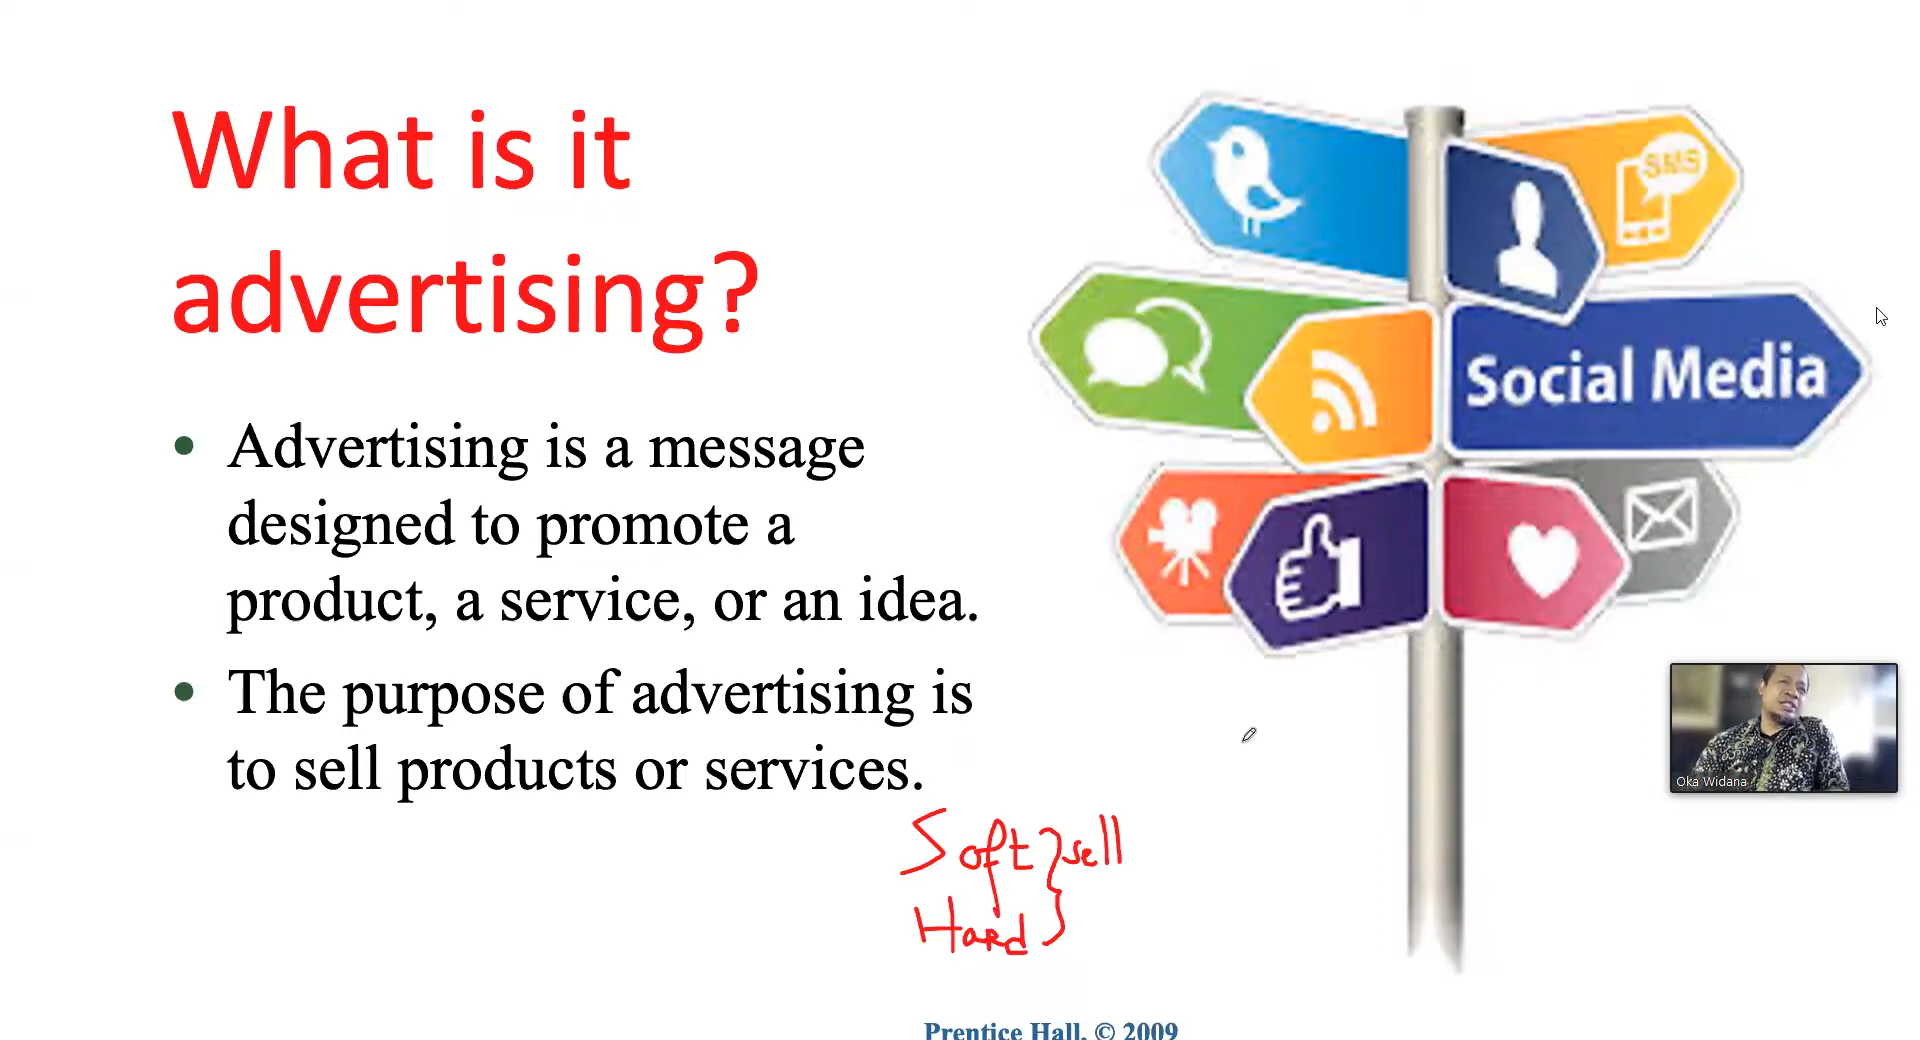 What is it
advertising?
• Advertising is a message
designed to promote a
product, a service, or an idea.
• The purpose of advertising is
to sell products or services.
Soft } sell
Hard
SMS
Social Media
Oka Widana
Prentice Hall, © 2009